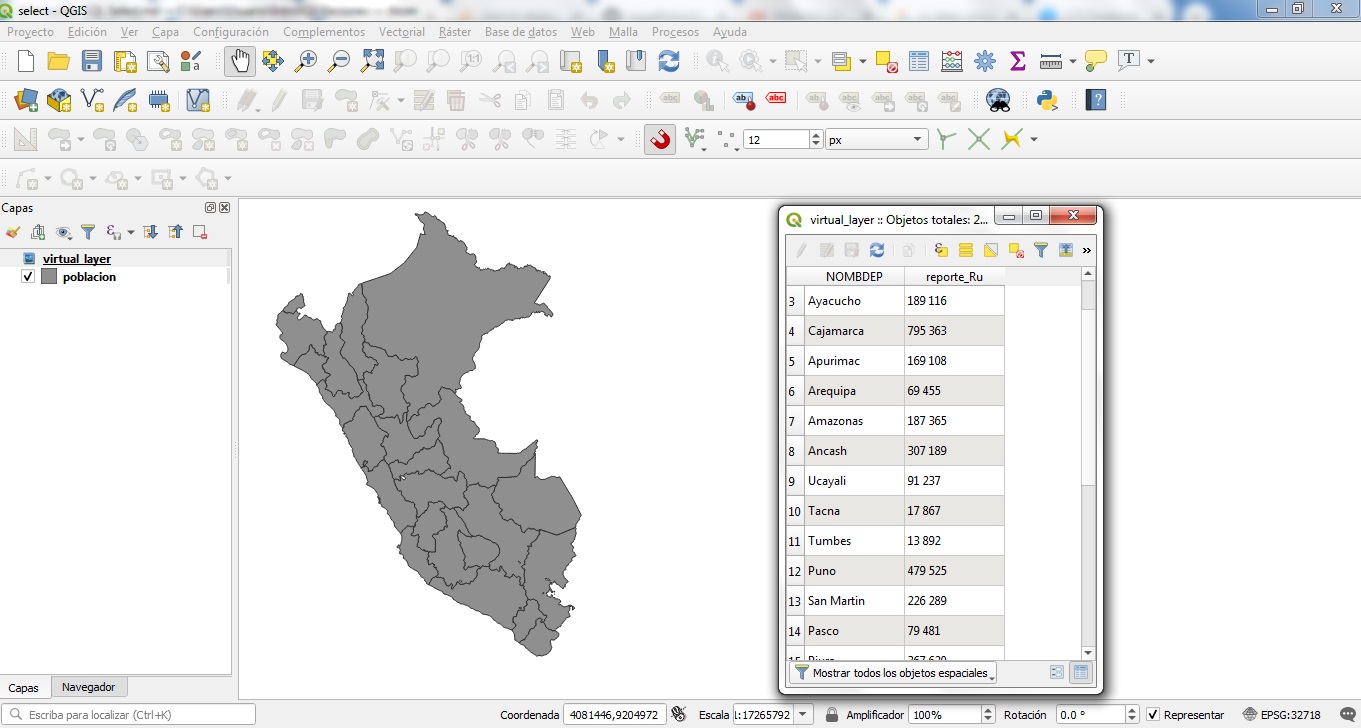 select - QGIS
Proyecto Edición Ver Capa Configuración Complementos Vectorial Ráster Base de datos Web Malla Procesos Ayuda
12 px
Capas
virtual_layer
poblacion
virtual_layer :: Objetos totales: 2...
NOMBDEP reporte_Ru
3 Ayacucho 189 116
4 Cajamarca 795 363
5 Apurimac 169 108
6 Arequipa 69 455
7 Amazonas 187 365
8 Ancash 307 189
9 Ucayali 91 237
10 Tacna 17 867
11 Tumbes 13 892
12 Puno 479 525
13 San Martin 226 289
14 Pasco 79 481
Mostrar todos los objetos espaciales
Capas Navegador
Escriba para localizar (Ctrl+K) Coordenada 4081446,9204972 Escala 1:17265792 Amplificador 100% Rotación 0.0 ° Representar EPSG:32718